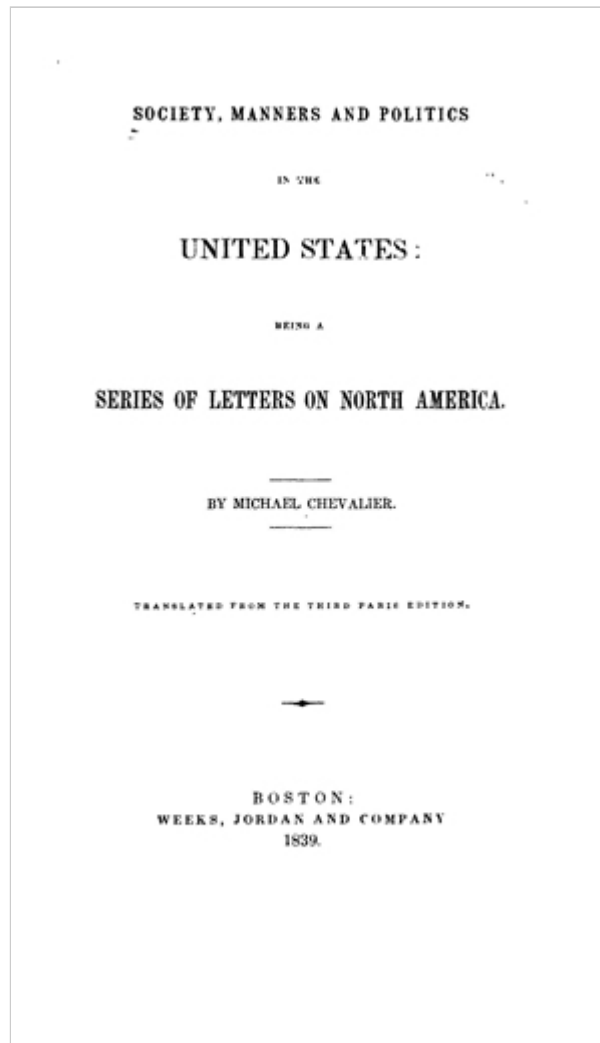 SOCIETY, MANNERS AND POLITICS
IN THE
UNITED STATES:
BEING A
SERIES OF LETTERS ON NORTH AMERICA.
BY MICHAEL CHEVALIER.
TRANSLATED FROM THE THIRD PARIS EDITION.
BOSTON:
WEEKS, JORDAN AND COMPANY
1839.